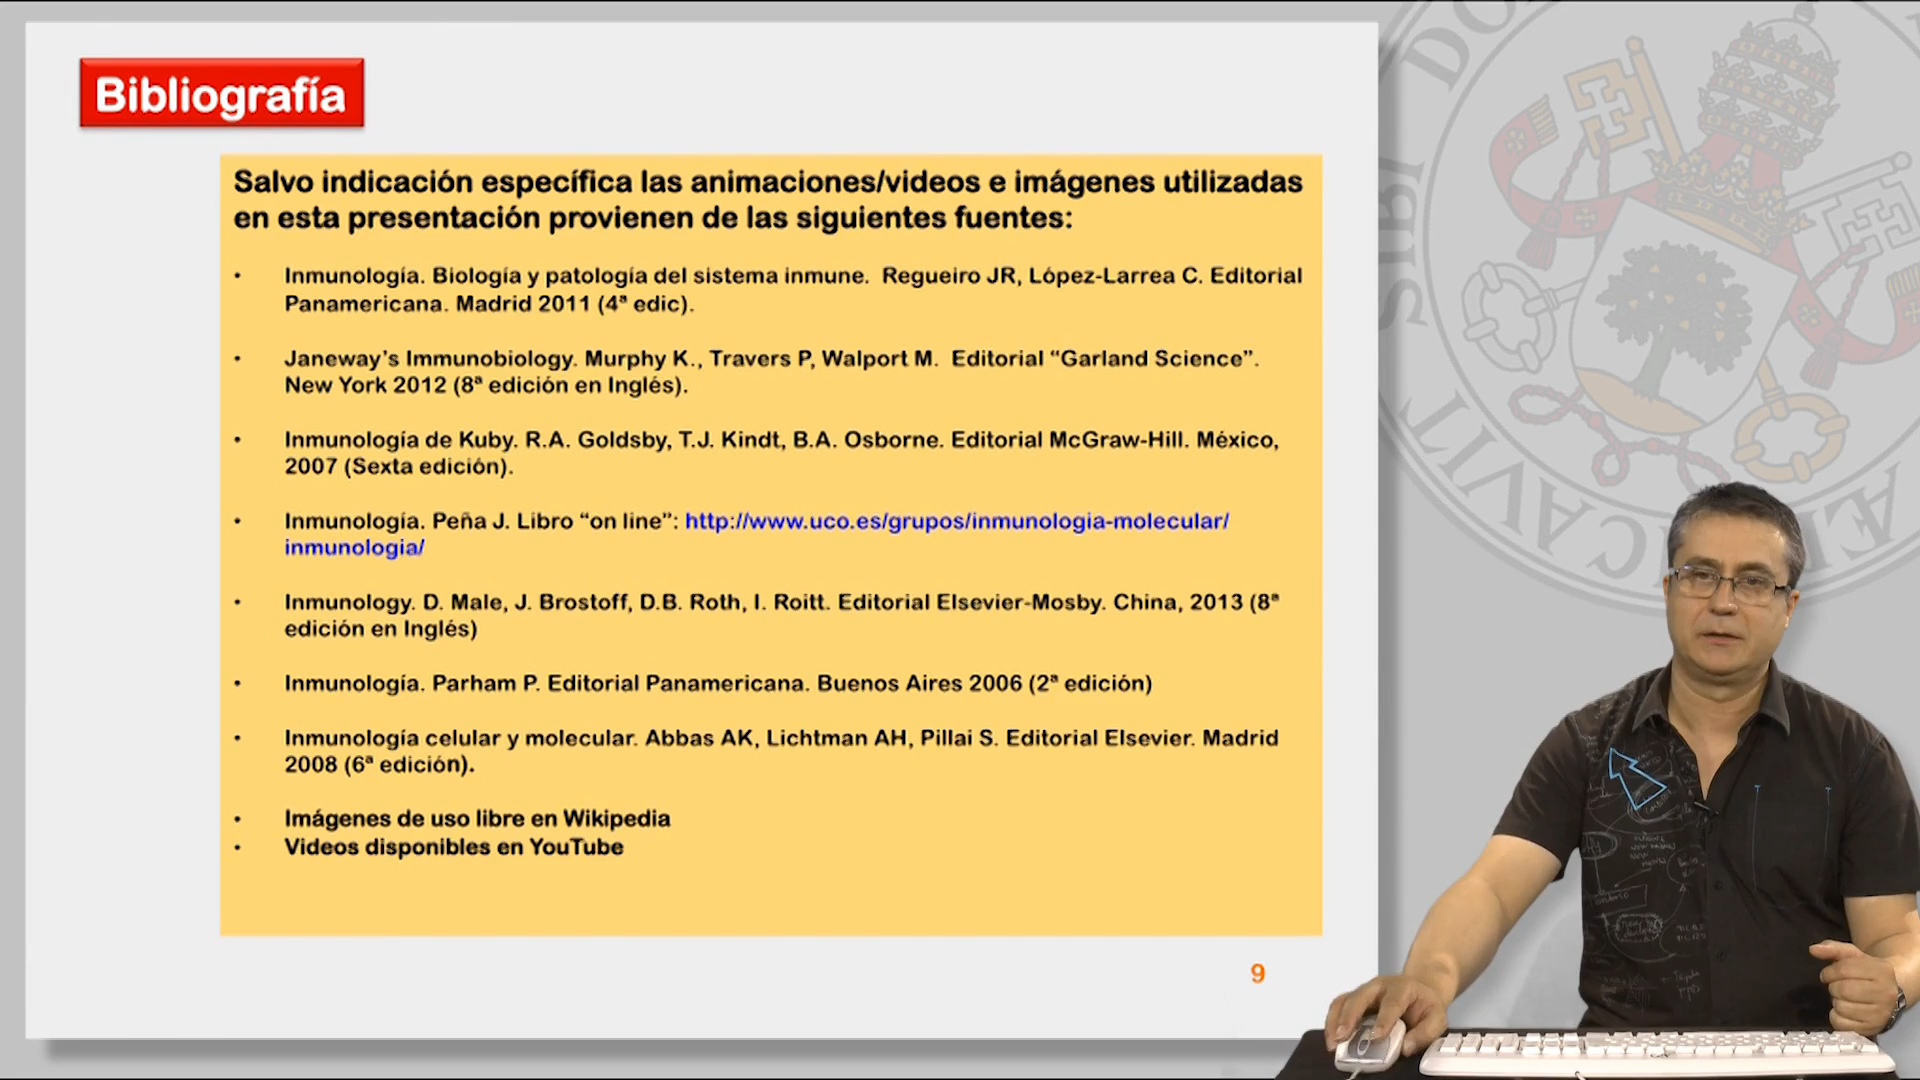 Bibliografía
Salvo indicación específica las animaciones/videos e imágenes utilizadas
en esta presentación provienen de las siguientes fuentes:
• Inmunología. Biología y patología del sistema inmune. Regueiro JR, López-Larrea C. Editorial
Panamericana. Madrid 2011 (4ª edic).
• Janeway’s Immunobiology. Murphy K., Travers P, Walport M. Editorial “Garland Science”.
New York 2012 (8ª edición en Inglés).
• Inmunología de Kuby. R.A. Goldsby, T.J. Kindt, B.A. Osborne. Editorial McGraw-Hill. México,
2007 (Sexta edición).
• Inmunología. Peña J. Libro “on line”: http://www.uco.es/grupos/inmunologia-molecular/
inmunologia/
• Inmunology. D. Male, J. Brostoff, D.B. Roth, I. Roitt. Editorial Elsevier-Mosby. China, 2013 (8ª
edición en Inglés)
• Inmunología. Parham P. Editorial Panamericana. Buenos Aires 2006 (2ª edición)
• Inmunología celular y molecular. Abbas AK, Lichtman AH, Pillai S. Editorial Elsevier. Madrid
2008 (6ª edición).
• Imágenes de uso libre en Wikipedia
• Videos disponibles en YouTube
9
SIBI